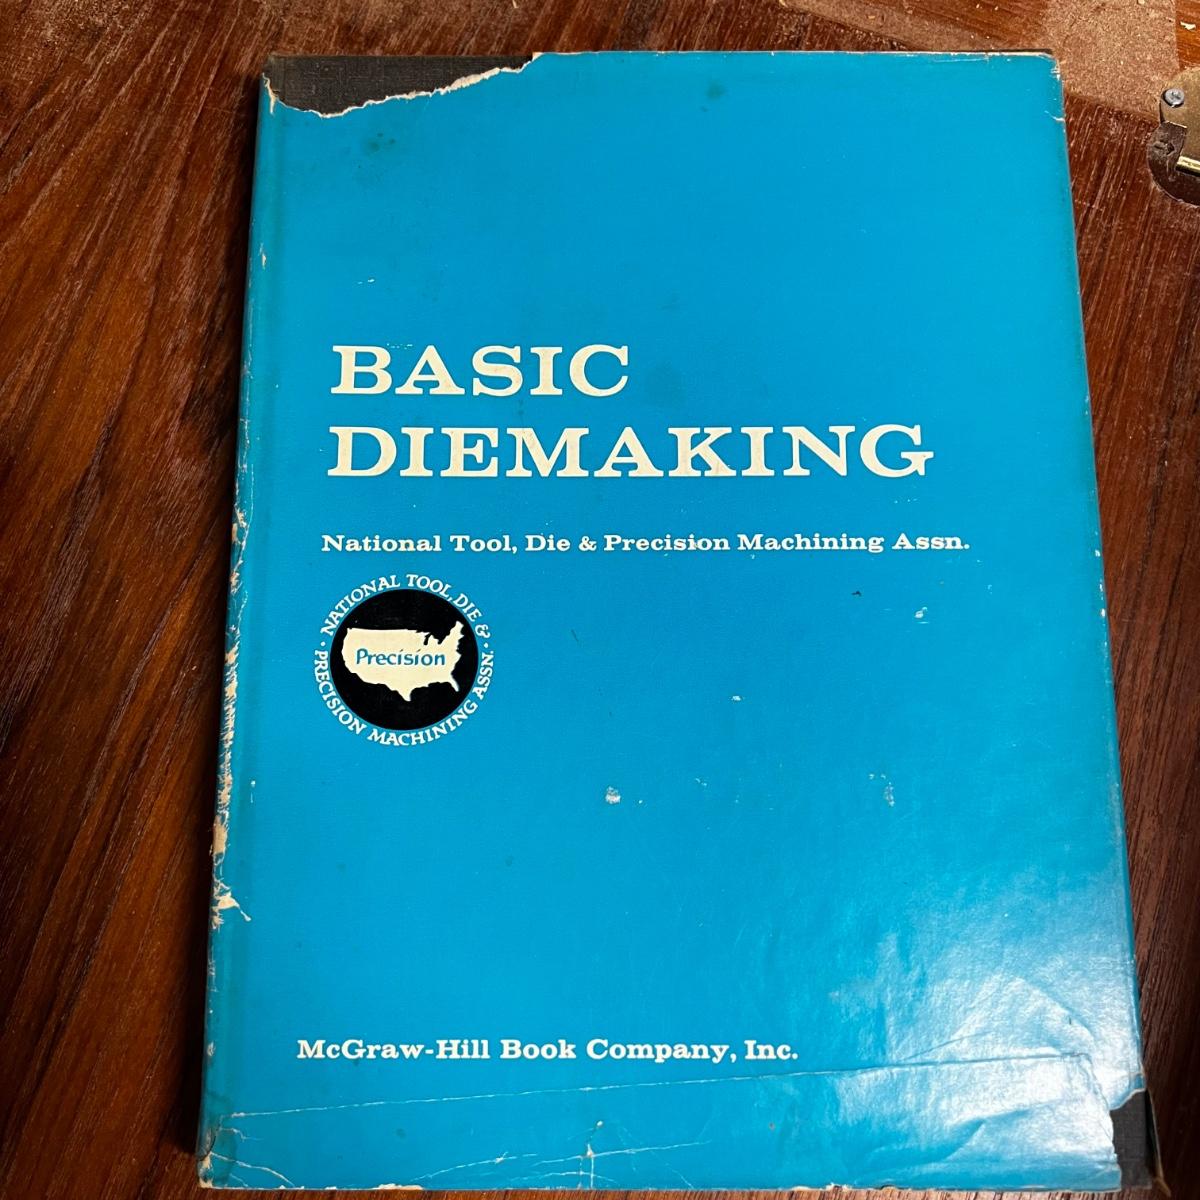 BASIC
DIEMAKING
National Tool, Die & Precision Machining Assn.
NATIONAL TOOL, DIE & PRECISION MACHINING ASSN.
Precision
McGraw-Hill Book Company, Inc.